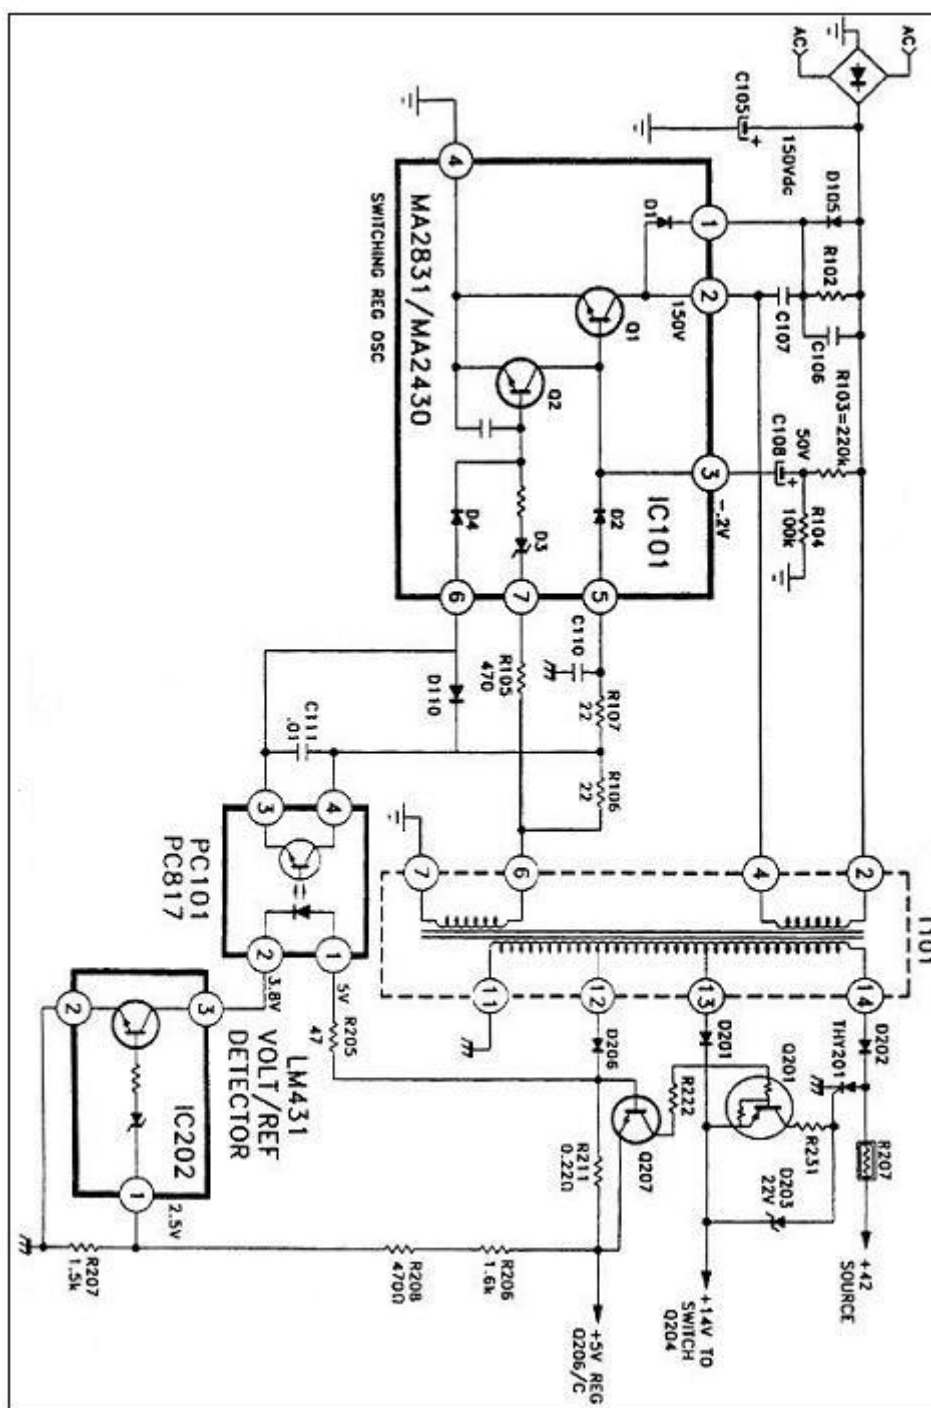 AC
AC
C105
+
150Vdc
D105
R102
C107
C106
R103=220k
50V
C108
+
R104
100k
4
1
2
3
MA2831/MA2430
SWITCHING REG OSC
D1
150V
Q1
Q2
-.2V
IC101
D2
D3
D4
6
7
5
C110
R105
470
R107
22
D110
C111
.01
R106
22
3
4
PC101
PC817
2
1
3.8V
5V
7
6
4
2
T101
11
12
13
14
R205
47
D206
D201
D202
THY201
Q201
R222
Q207
R231
R207
D203
22V
R211
0.22Ω
2
3
LM431
VOLT/REF
DETECTOR
IC202
1
2.5V
R207
1.5k
R208
470Ω
R206
1.6k
+5V REG
Q206/C
+14V TO
SWITCH
Q204
+42
SOURCE